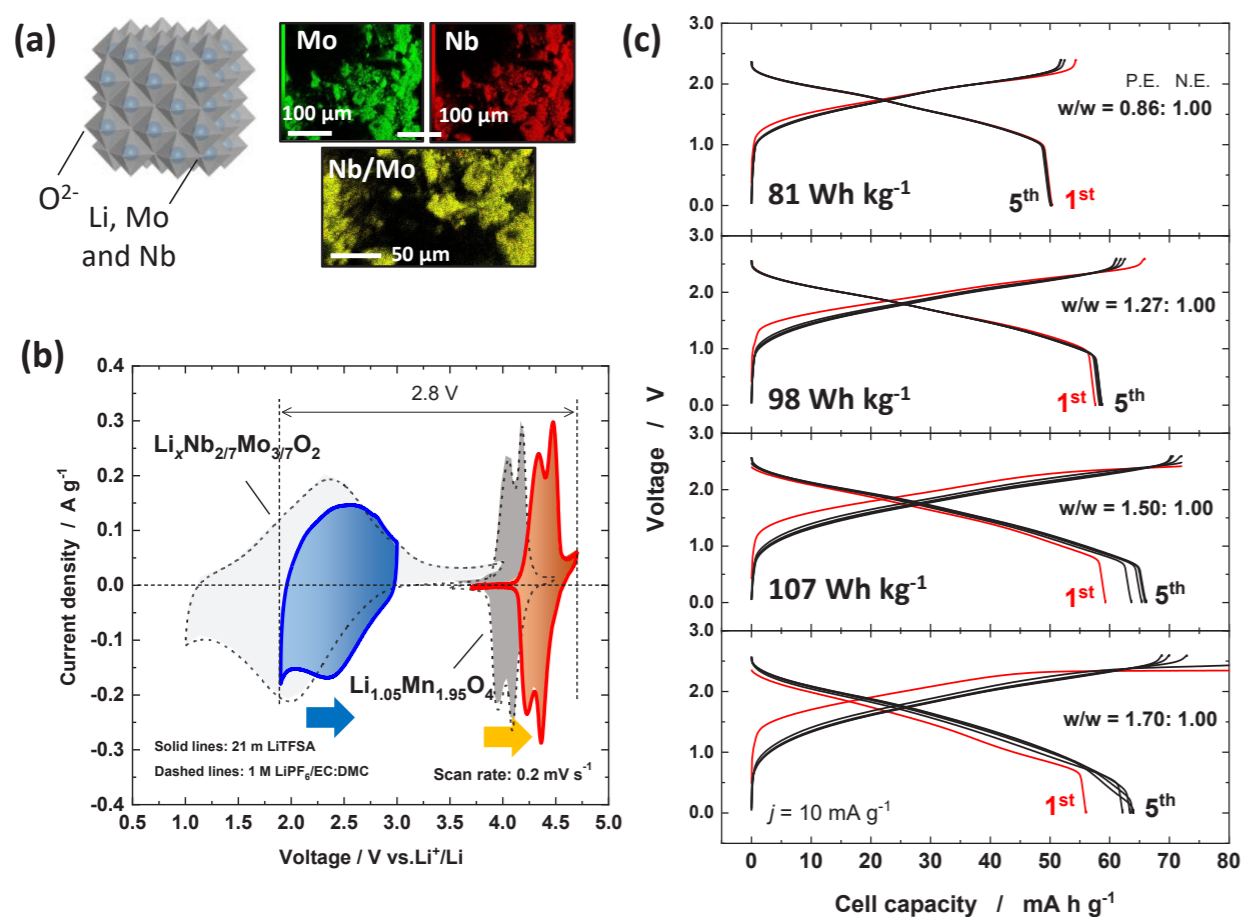 (a)
Mo
100 μm
Nb
100 μm
Nb/Mo
50 μm
O²⁻
Li, Mo
and Nb
(b)
0.4
0.3
0.2
0.1
0.0
-0.1
-0.2
-0.3
-0.4
Current density / A g⁻¹
2.8 V
LiₓNb₂/₇Mo₃/₇O₂
Li₁.₀₅Mn₁.₉₅O₄
Solid lines: 21 m LiTFSA
Dashed lines: 1 M LiPF₆/EC:DMC
Scan rate: 0.2 mV s⁻¹
0.5 1.0 1.5 2.0 2.5 3.0 3.5 4.0 4.5 5.0
Voltage / V vs.Li⁺/Li
(c)
Voltage / V
3.0
2.0
1.0
0.0
P.E. N.E.
w/w = 0.86: 1.00
81 Wh kg⁻¹
5ᵗʰ
1ˢᵗ
3.0
2.0
1.0
0.0
w/w = 1.27: 1.00
98 Wh kg⁻¹
1ˢᵗ
5ᵗʰ
3.0
2.0
1.0
0.0
w/w = 1.50: 1.00
107 Wh kg⁻¹
1ˢᵗ
5ᵗʰ
3.0
2.0
1.0
0.0
w/w = 1.70: 1.00
j = 10 mA g⁻¹
1ˢᵗ
5ᵗʰ
0 10 20 30 40 50 60 70 80
Cell capacity / mA h g⁻¹